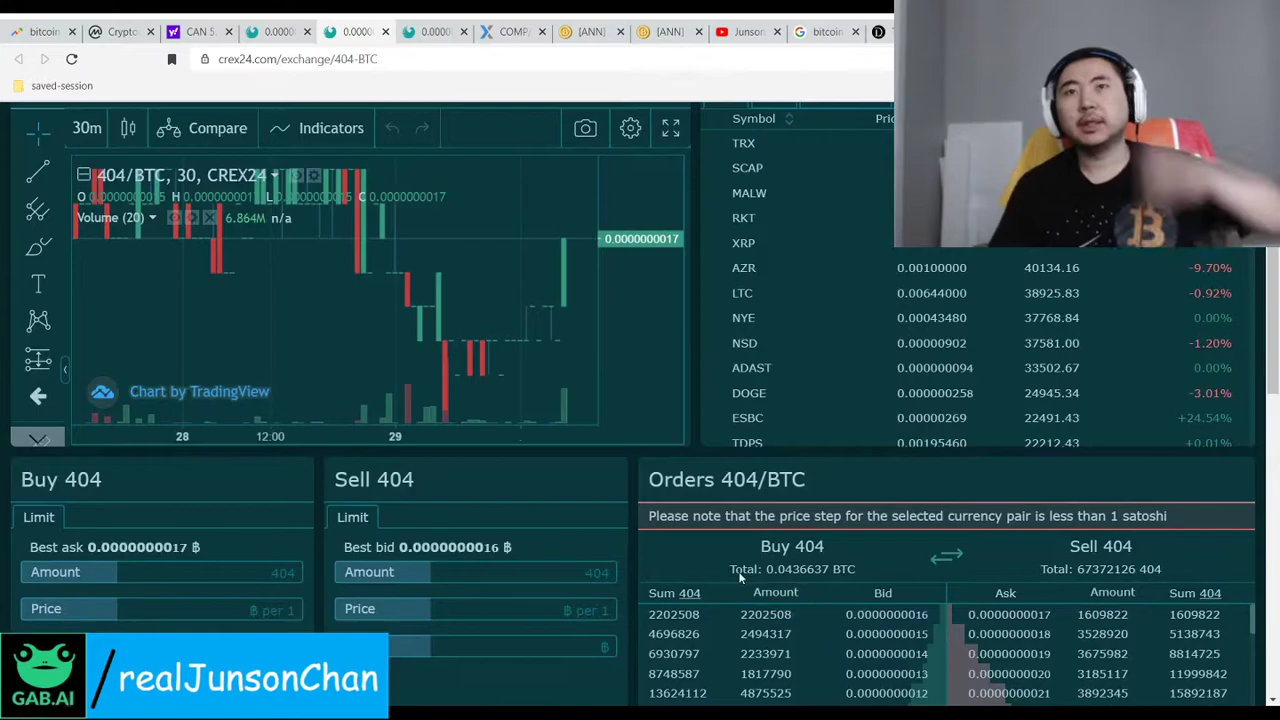 bitcoin
Crypto
CAN 5.
0.0000
0.0000
0.0000
COMP
[ANN]
[ANN]
Junson
bitcoin
crex24.com/exchange/404-BTC
saved-session
30m
Compare
Indicators
404/BTC, 30, CREX24
Volume (20)
6.864M n/a
0.0000000017
Chart by TradingView
28
12:00
29
Symbol
TRX
SCAP
MALW
RKT
XRP
AZR 0.00100000 40134.16 -9.70%
LTC 0.00644000 38925.83 -0.92%
NYE 0.00043480 37768.84 0.00%
NSD 0.00000902 37581.00 -1.20%
ADAST 0.000000094 33502.67 0.00%
DOGE 0.000000258 24945.34 -3.01%
ESBC 0.00000269 22491.43 +24.54%
TDPS 0.00195460 22212.43 +0.01%
Buy 404
Limit
Best ask 0.0000000017 ₿
Amount 404
Price ₿ per 1
Sell 404
Limit
Best bid 0.0000000016 ₿
Amount 404
Price ₿ per 1
₿
Orders 404/BTC
Please note that the price step for the selected currency pair is less than 1 satoshi
Buy 404 Sell 404
Total: 0.0436637 BTC Total: 67372126 404
Sum 404 Amount Bid Ask Amount Sum 404
2202508 2202508 0.0000000016 0.0000000017 1609822 1609822
4696826 2494317 0.0000000015 0.0000000018 3528920 5138743
6930797 2233971 0.0000000014 0.0000000019 3675982 8814725
8748587 1817790 0.0000000013 0.0000000020 3185117 11999842
13624112 4875525 0.0000000012 0.0000000021 3892345 15892187
GAB.AI
/realJunsonChan